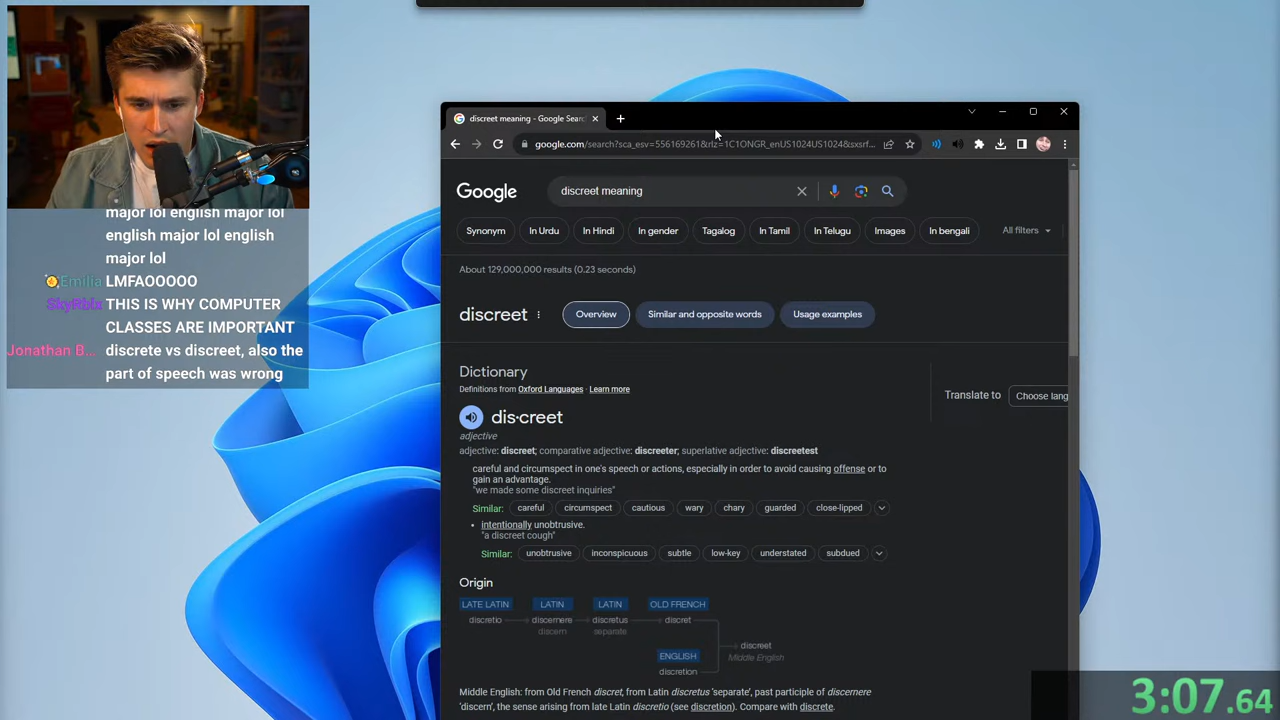 major lol english major lol
english major lol english
major lol
Emilia LMFAOOOOO
SkyRbix THIS IS WHY COMPUTER
CLASSES ARE IMPORTANT
Jonathan B... discrete vs discreet, also the
part of speech was wrong
discreet meaning - Google Searc
google.com/search?sca_esv=556169261&rlz=1C1ONGR_enUS1024US1024&sxsrf...
Google
discreet meaning
Synonym In Urdu In Hindi In gender Tagalog In Tamil In Telugu Images In bengali All filters
About 129,000,000 results (0.23 seconds)
discreet Overview Similar and opposite words Usage examples
Dictionary
Definitions from Oxford Languages · Learn more
Translate to Choose lang
dis·creet
adjective
adjective: discreet; comparative adjective: discreeter; superlative adjective: discreetest
careful and circumspect in one's speech or actions, especially in order to avoid causing offense or to
gain an advantage.
"we made some discreet inquiries"
Similar: careful circumspect cautious wary chary guarded close-lipped
• intentionally unobtrusive.
"a discreet cough"
Similar: unobtrusive inconspicuous subtle low-key understated subdued
Origin
LATE LATIN LATIN LATIN OLD FRENCH
discretio discernere discretus discret
discern separate
discreet
ENGLISH Middle English
discretion
Middle English: from Old French discret, from Latin discretus 'separate', past participle of discernere
'discern', the sense arising from late Latin discretio (see discretion). Compare with discrete.
3:07.64